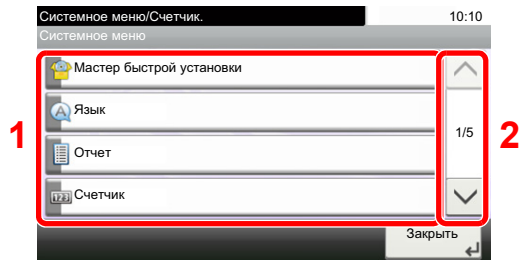 Системное меню/Счетчик. 10:10
Системное меню
Мастер быстрой установки
Язык
1 1/5 2
Отчет
123 Счетчик
Закрыть